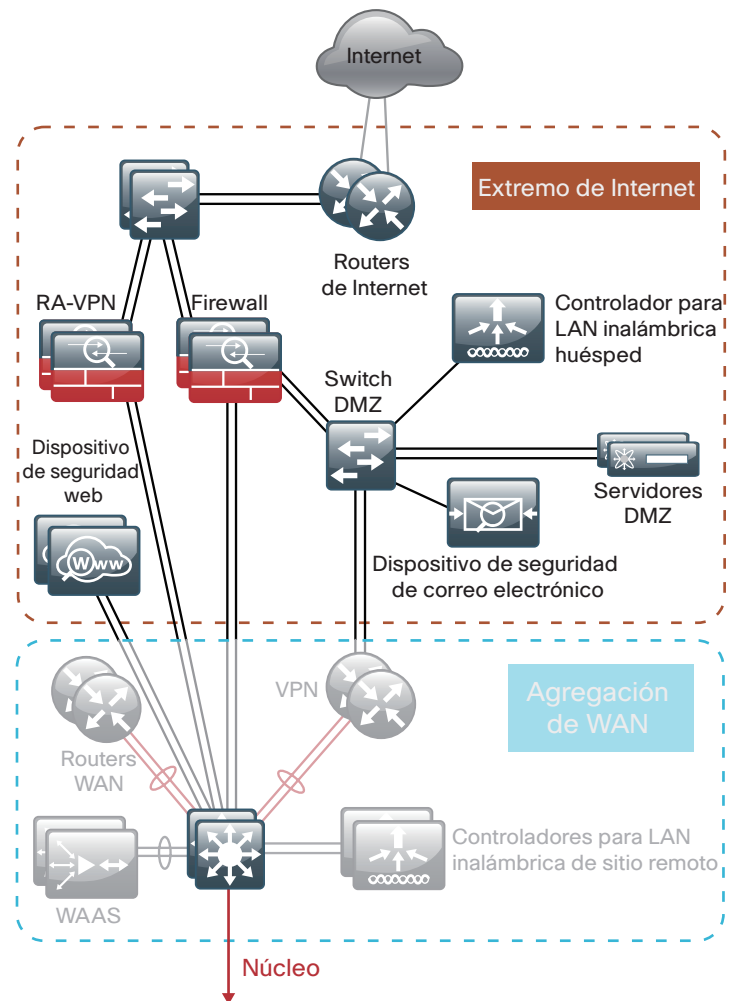 Internet
Extremo de Internet
Routers
de Internet
RA-VPN
Firewall
Controlador para
LAN inalámbrica
huésped
Switch
DMZ
Dispositivo
de seguridad
web
Www
Servidores
DMZ
Dispositivo de seguridad
de correo electrónico
VPN
Agregación
de WAN
Routers
WAN
Controladores para LAN
inalámbrica de sitio remoto
WAAS
Núcleo